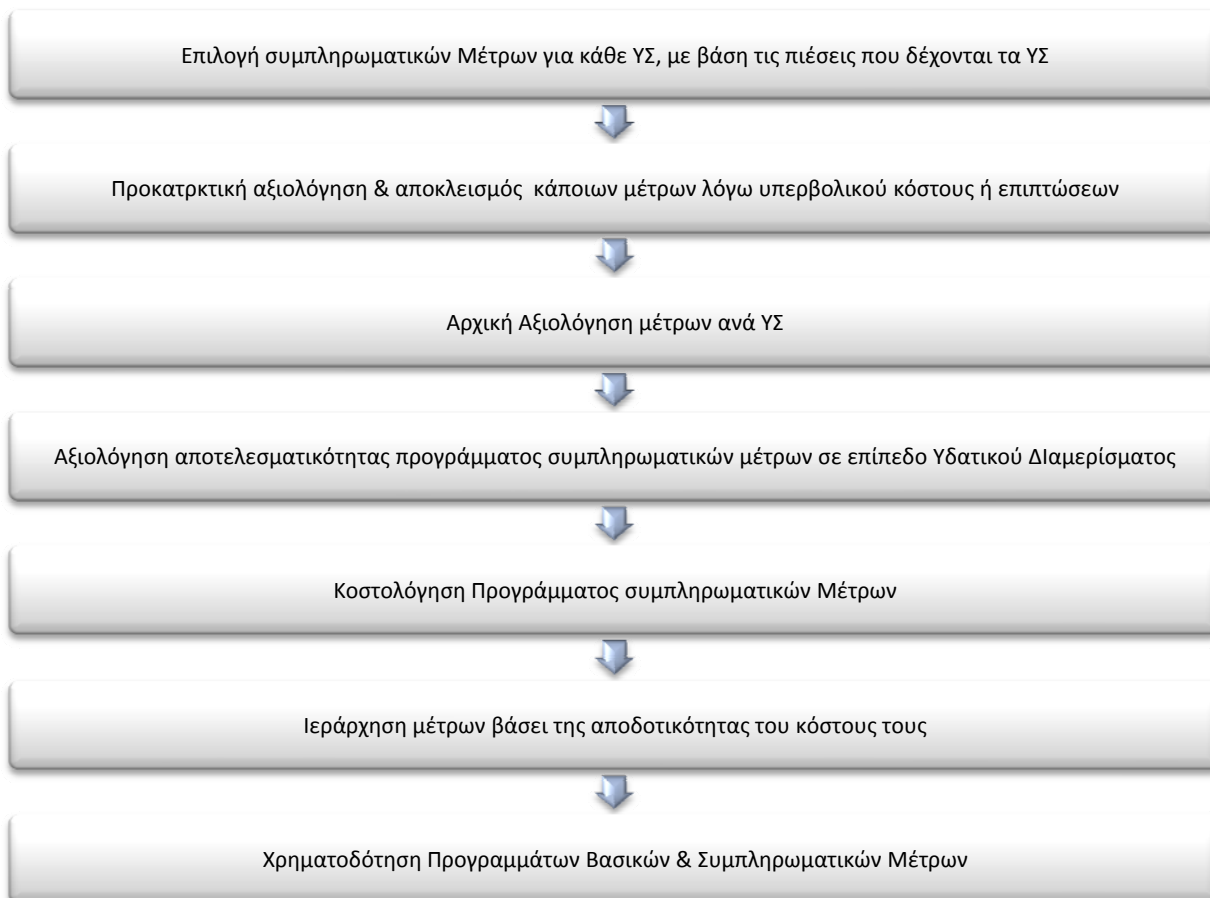 Επιλογή συμπληρωματικών Μέτρων για κάθε ΥΣ, με βάση τις πιέσεις που δέχονται τα ΥΣ
Προκατρκτική αξιολόγηση & αποκλεισμός κάποιων μέτρων λόγω υπερβολικού κόστους ή επιπτώσεων
Αρχική Αξιολόγηση μέτρων ανά ΥΣ
Αξιολόγηση αποτελεσματικότητας προγράμματος συμπληρωματικών μέτρων σε επίπεδο Υδατικού ΔΙαμερίσματος
Κοστολόγηση Προγράμματος συμπληρωματικών Μέτρων
Ιεράρχηση μέτρων βάσει της αποδοτικότητας του κόστους τους
Χρηματοδότηση Προγραμμάτων Βασικών & Συμπληρωματικών Μέτρων